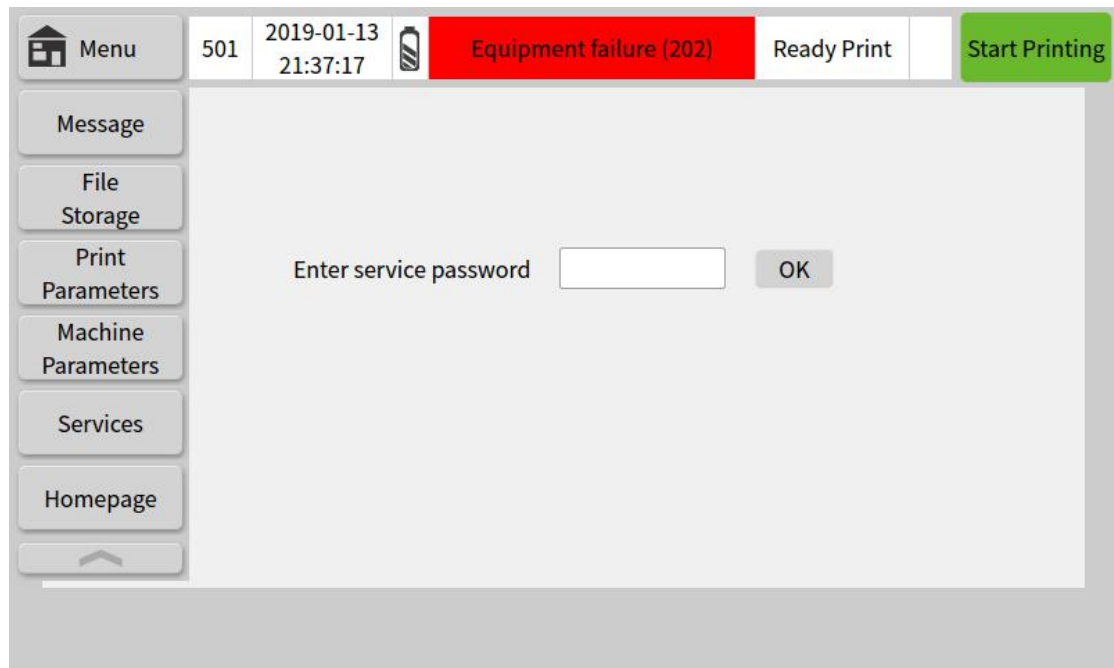 Menu
501
2019-01-13
21:37:17
Equipment failure (202)
Ready Print
Start Printing
Message
File
Storage
Print
Parameters
Machine
Parameters
Services
Homepage
Enter service password
OK